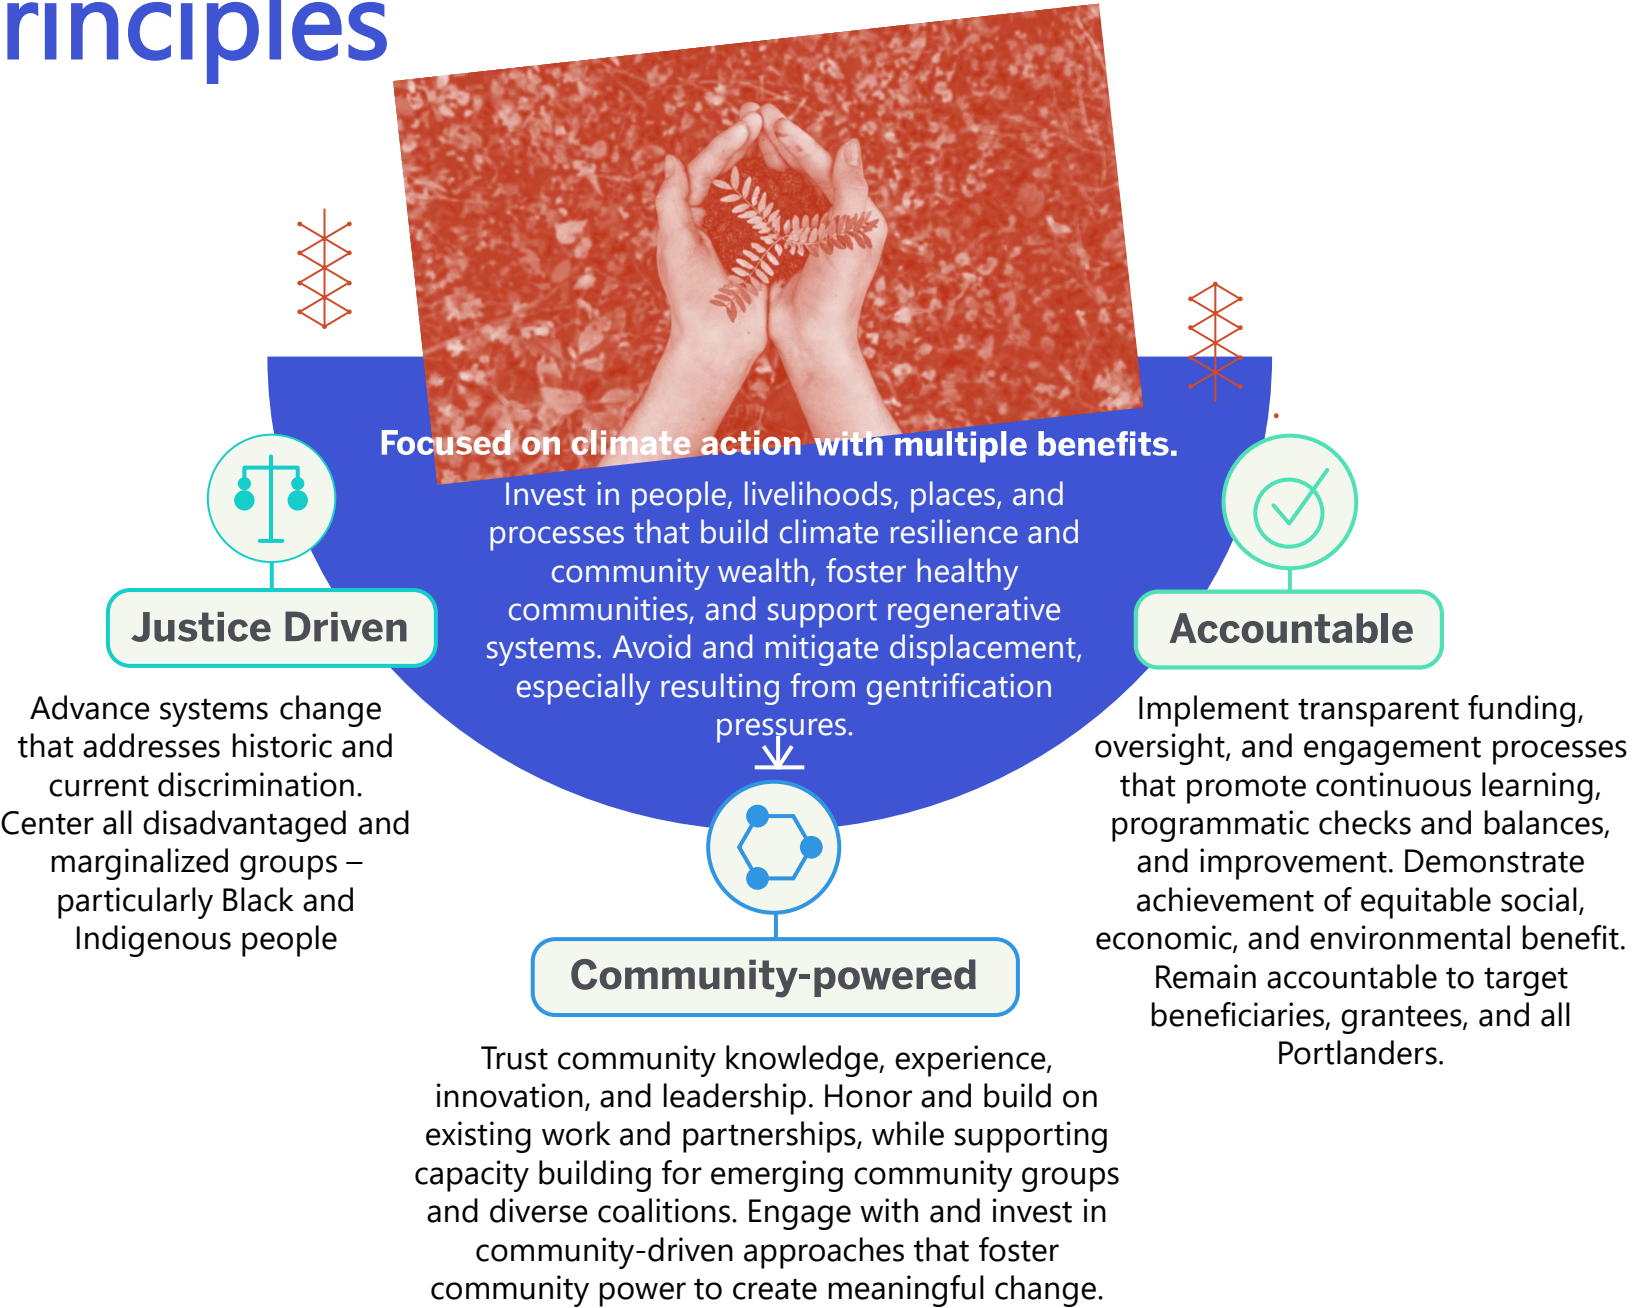 rinciples
Focused on climate action with multiple benefits.
Invest in people, livelihoods, places, and
processes that build climate resilience and
community wealth, foster healthy
communities, and support regenerative
systems. Avoid and mitigate displacement,
especially resulting from gentrification
pressures.
Justice Driven
Advance systems change
that addresses historic and
current discrimination.
Center all disadvantaged and
marginalized groups –
particularly Black and
Indigenous people
Community-powered
Trust community knowledge, experience,
innovation, and leadership. Honor and build on
existing work and partnerships, while supporting
capacity building for emerging community groups
and diverse coalitions. Engage with and invest in
community-driven approaches that foster
community power to create meaningful change.
Accountable
Implement transparent funding,
oversight, and engagement processes
that promote continuous learning,
programmatic checks and balances,
and improvement. Demonstrate
achievement of equitable social,
economic, and environmental benefit.
Remain accountable to target
beneficiaries, grantees, and all
Portlanders.